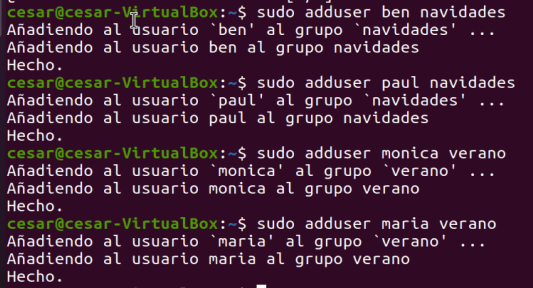 cesar@cesar-VirtualBox:~$ sudo adduser ben navidades
Añadiendo al usuario `ben' al grupo `navidades' ...
Añadiendo al usuario ben al grupo navidades
Hecho.
cesar@cesar-VirtualBox:~$ sudo adduser paul navidades
Añadiendo al usuario `paul' al grupo `navidades' ...
Añadiendo al usuario paul al grupo navidades
Hecho.
cesar@cesar-VirtualBox:~$ sudo adduser monica verano
Añadiendo al usuario `monica' al grupo `verano' ...
Añadiendo al usuario monica al grupo verano
Hecho.
cesar@cesar-VirtualBox:~$ sudo adduser maria verano
Añadiendo al usuario `maria' al grupo `verano' ...
Añadiendo al usuario maria al grupo verano
Hecho.